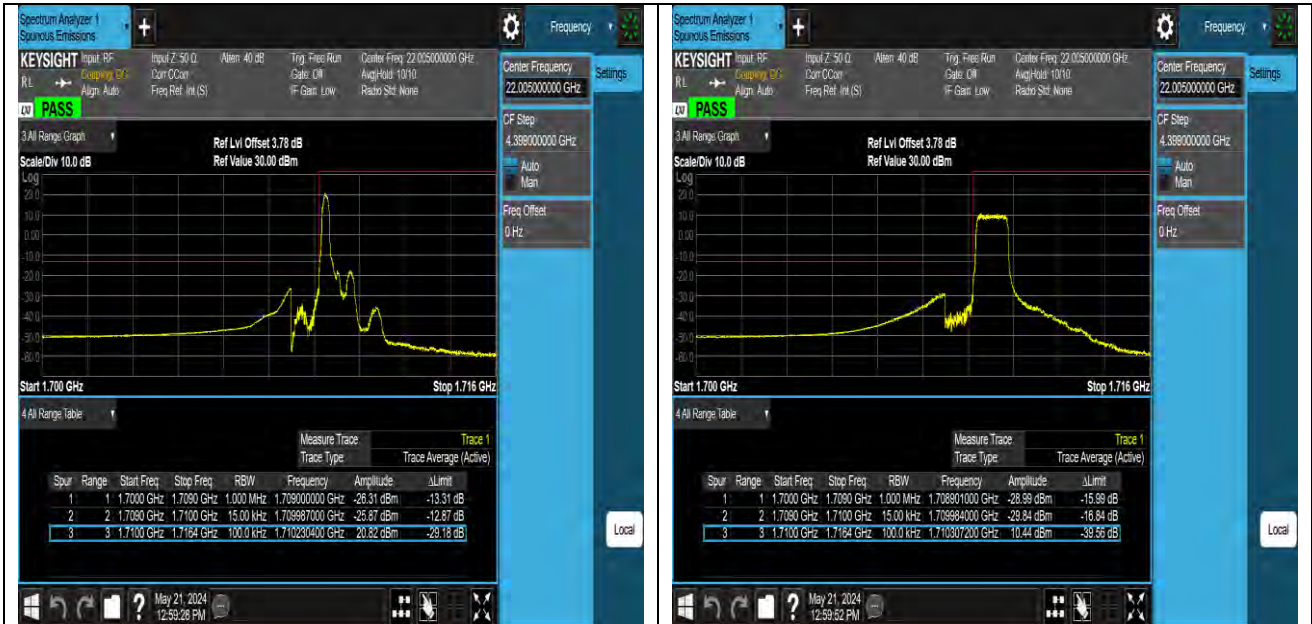 Spectrum Analyzer 1
Spurious Emissions
+
Frequency
KEYSIGHT Input: RF Input Z: 50 Ω Atten: 40 dB Trig: Free Run Center Freq: 22.005000000 GHz
RL Coupling: DC Corr CCorr Gate: Off Avg|Hold: 10/10
Align: Auto Freq Ref: Int (S) IF Gain: Low Radio Std: None
PASS
Center Frequency
22.005000000 GHz
Settings
CF Step
4.399000000 GHz
Auto
Man
Freq Offset
0 Hz
3 All Range Graph
Ref Lvl Offset 3.78 dB
Scale/Div 10.0 dB Ref Value 30.00 dBm
Log
20.0
10.0
0.00
-10.0
-20.0
-30.0
-40.0
-50.0
-60.0
Start 1.700 GHz Stop 1.716 GHz
4 All Range Table
Measure Trace Trace 1
Trace Type Trace Average (Active)
Spur Range Start Freq Stop Freq RBW Frequency Amplitude ΔLimit
1 1 1.7000 GHz 1.7090 GHz 1.000 MHz 1.709000000 GHz -26.31 dBm -13.31 dB
2 2 1.7090 GHz 1.7100 GHz 15.00 kHz 1.709987000 GHz -25.87 dBm -12.87 dB
3 3 1.7100 GHz 1.7164 GHz 100.0 kHz 1.710230400 GHz 20.82 dBm -29.18 dB
Local
? May 21, 2024
12:59:28 PM
Spectrum Analyzer 1
Spurious Emissions
+
Frequency
KEYSIGHT Input: RF Input Z: 50 Ω Atten: 40 dB Trig: Free Run Center Freq: 22.005000000 GHz
RL Coupling: DC Corr CCorr Gate: Off Avg|Hold: 10/10
Align: Auto Freq Ref: Int (S) IF Gain: Low Radio Std: None
PASS
Center Frequency
22.005000000 GHz
Settings
CF Step
4.399000000 GHz
Auto
Man
Freq Offset
0 Hz
3 All Range Graph
Ref Lvl Offset 3.78 dB
Scale/Div 10.0 dB Ref Value 30.00 dBm
Log
20.0
10.0
0.00
-10.0
-20.0
-30.0
-40.0
-50.0
-60.0
Start 1.700 GHz Stop 1.716 GHz
4 All Range Table
Measure Trace Trace 1
Trace Type Trace Average (Active)
Spur Range Start Freq Stop Freq RBW Frequency Amplitude ΔLimit
1 1 1.7000 GHz 1.7090 GHz 1.000 MHz 1.708901000 GHz -28.99 dBm -15.99 dB
2 2 1.7090 GHz 1.7100 GHz 15.00 kHz 1.709984000 GHz -29.84 dBm -16.84 dB
3 3 1.7100 GHz 1.7164 GHz 100.0 kHz 1.710307200 GHz 10.44 dBm -39.56 dB
Local
? May 21, 2024
12:59:52 PM